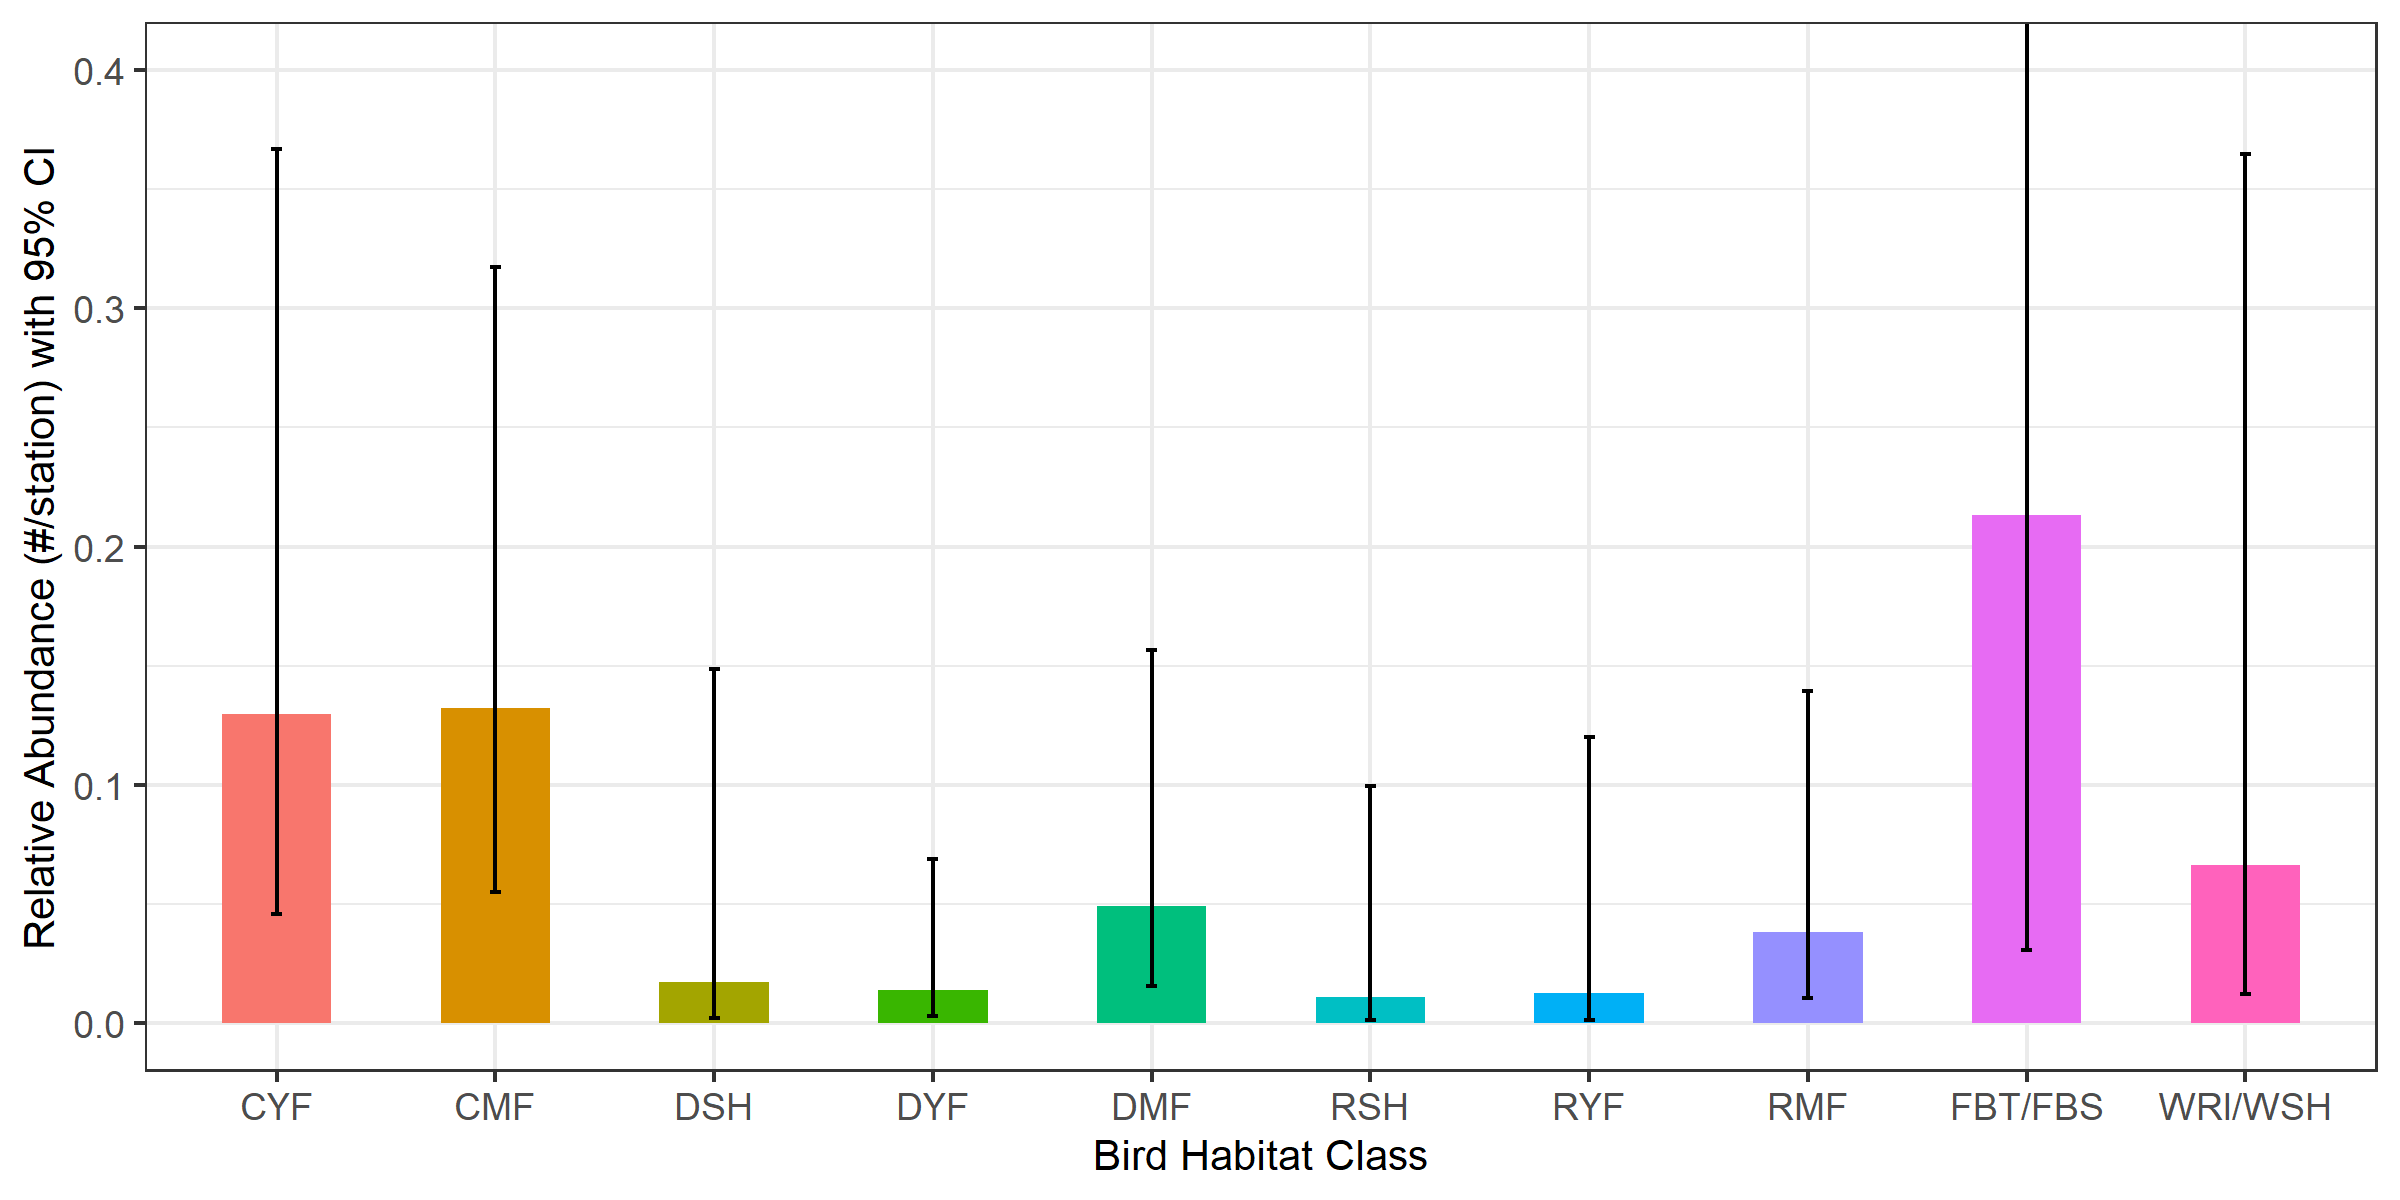 Relative Abundance (#/station) with 95% CI
0.4
0.3
0.2
0.1
0.0
CYF CMF DSH DYF DMF RSH RYF RMF FBT/FBS WRI/WSH
Bird Habitat Class